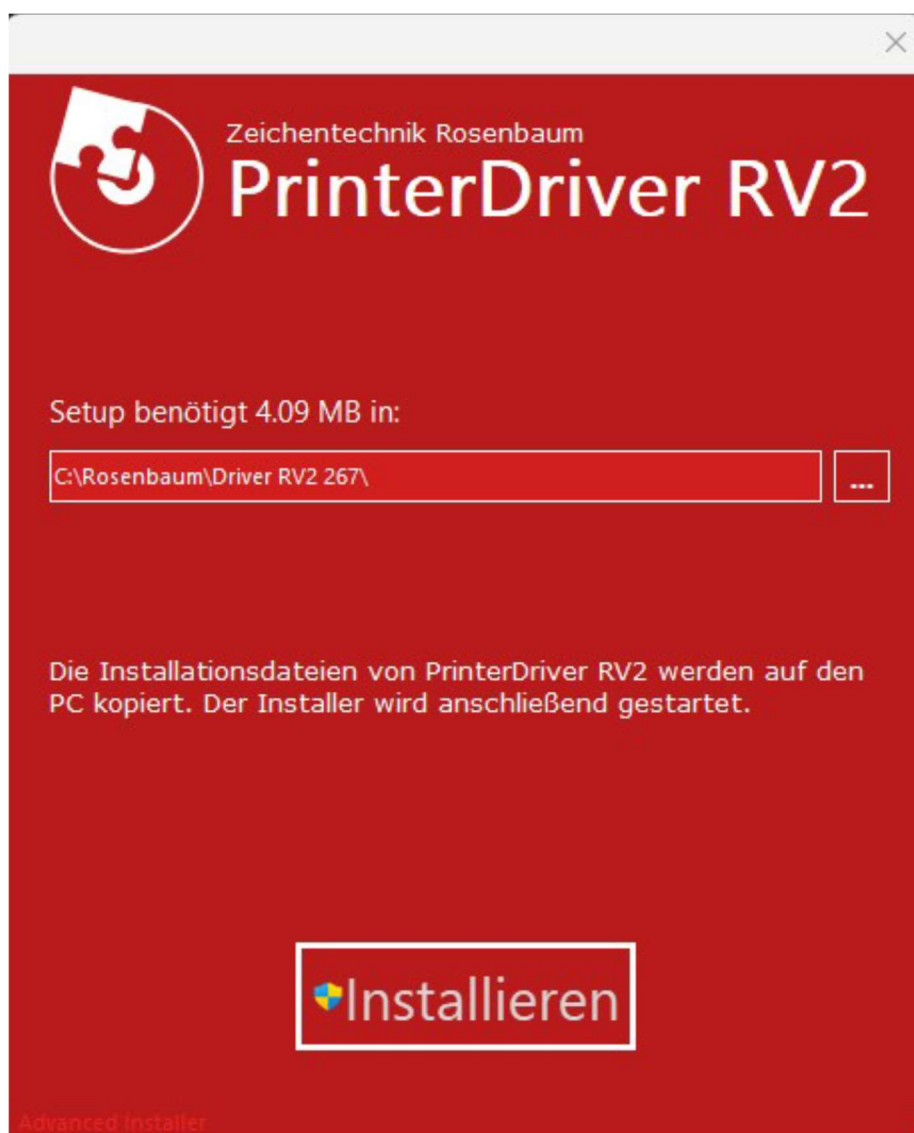 Zeichentechnik Rosenbaum
PrinterDriver RV2
Setup benötigt 4.09 MB in:
C:\Rosenbaum\Driver RV2 267\
...
Die Installationsdateien von PrinterDriver RV2 werden auf den
PC kopiert. Der Installer wird anschließend gestartet.
Installieren
Advanced Installer